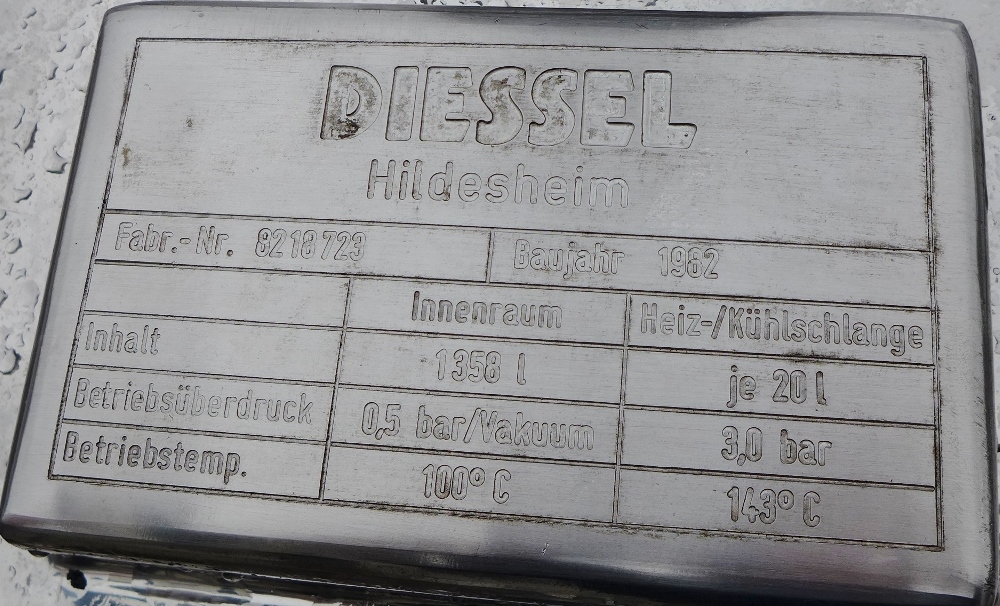 DIESSEL
Hildesheim
Fabr.-Nr. 8218723 Baujahr 1982
Innenraum Heiz-/Kühlschlange
Inhalt 1358 l je 20 l
Betriebsüberdruck 0,5 bar/Vakuum 3,0 bar
Betriebstemp. 100° C 143° C